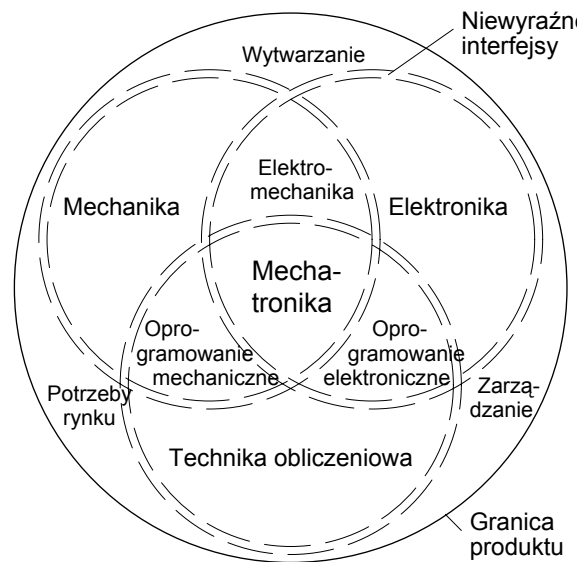 Niewyraźne
interfejsy
Wytwarzanie
Elektro-
mechanika
Mechanika
Elektronika
Mecha-
tronika
Opro-
gramowanie
mechaniczne
Opro-
gramowanie
elektroniczne
Potrzeby
rynku
Zarzą-
dzanie
Technika obliczeniowa
Granica
produktu